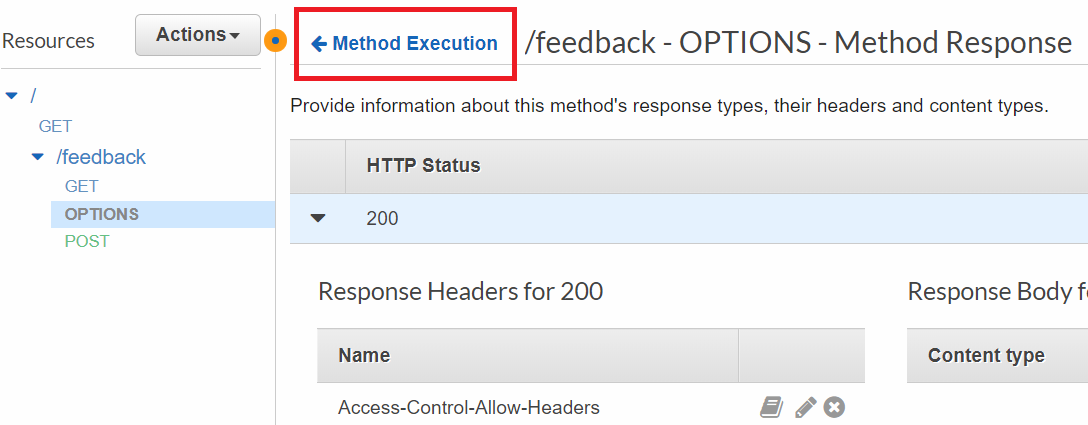 Resources
Actions
Method Execution
/feedback - OPTIONS - Method Response
Provide information about this method's response types, their headers and content types.
/
GET
/feedback
GET
OPTIONS
POST
HTTP Status
200
Response Headers for 200
Response Body f
Name
Content type
Access-Control-Allow-Headers